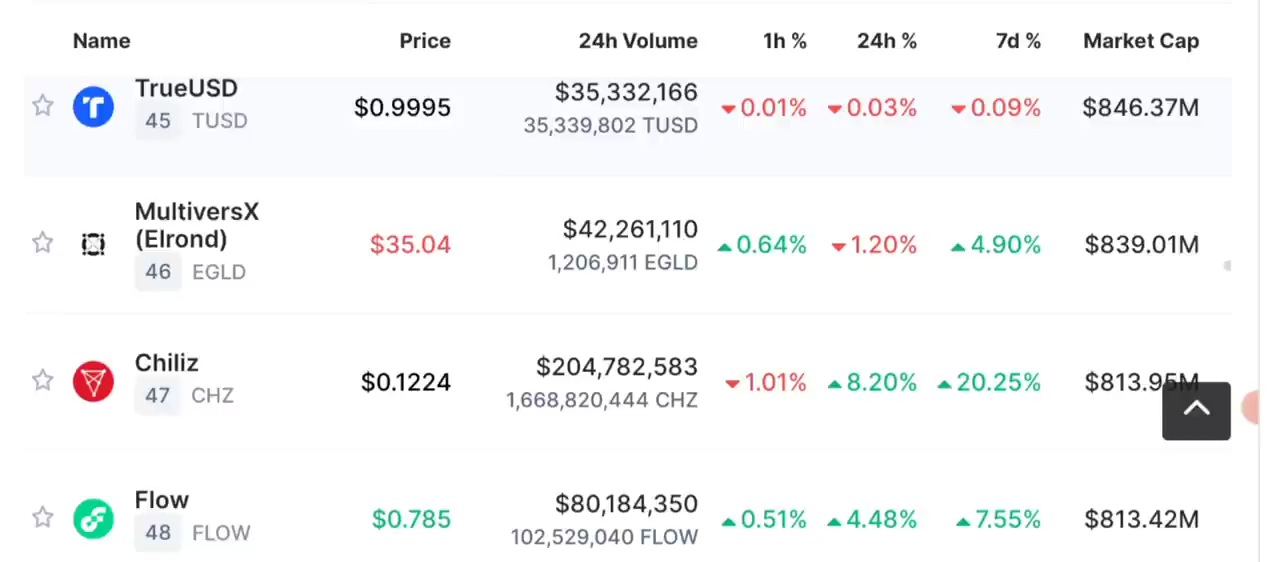 Name Price 24h Volume 1h % 24h % 7d % Market Cap
TrueUSD
45 TUSD $0.9995 $35,332,166 0.01% 0.03% 0.09% $846.37M
35,339,802 TUSD
MultiversX
(Elrond)
46 EGLD $35.04 $42,261,110 0.64% 1.20% 4.90% $839.01M
1,206,911 EGLD
Chiliz
47 CHZ $0.1224 $204,782,583 1.01% 8.20% 20.25% $813.95M
1,668,820,444 CHZ
Flow
48 FLOW $0.785 $80,184,350 0.51% 4.48% 7.55% $813.42M
102,529,040 FLOW